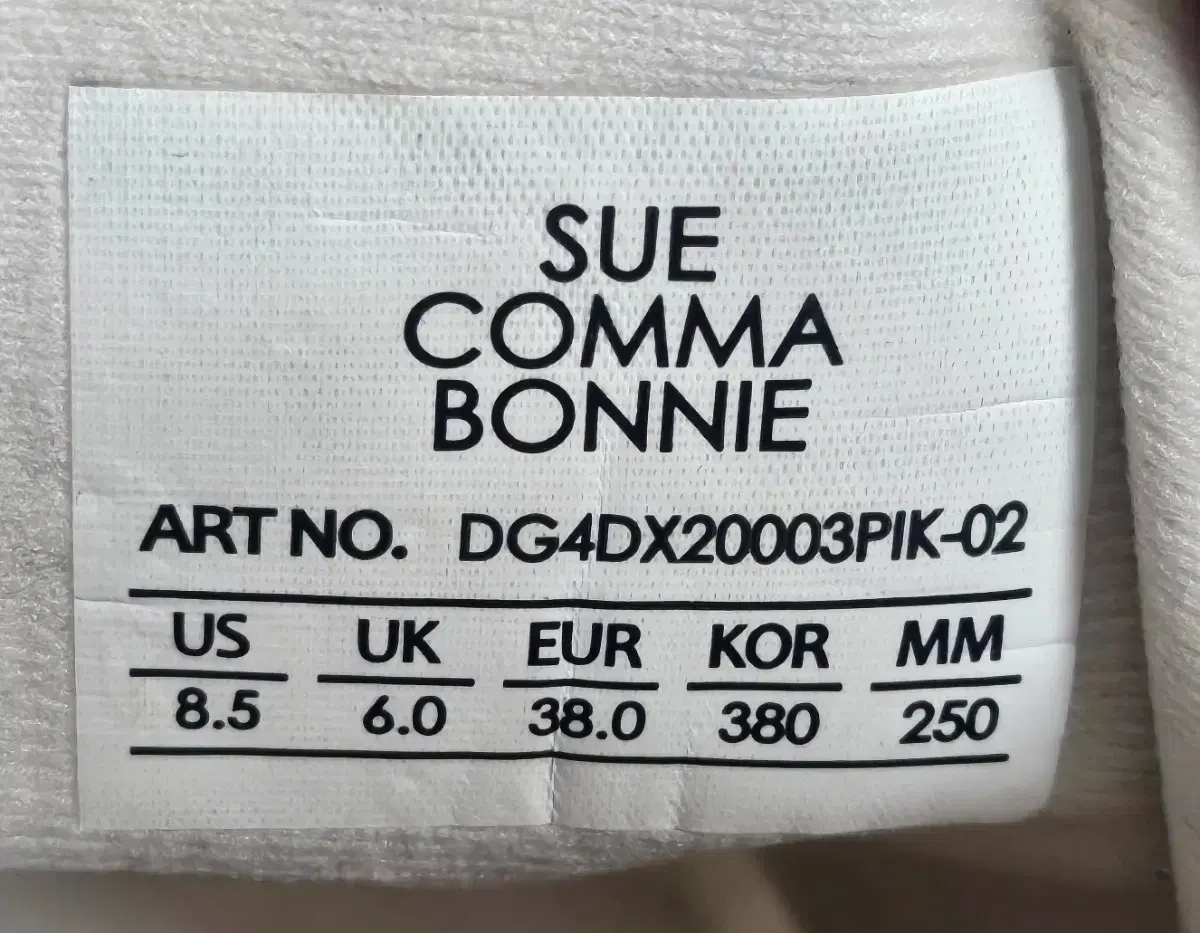 SUE
COMMA
BONNIE
ART NO. DG4DX20003PIK-02
US UK EUR KOR MM
8.5 6.0 38.0 380 250